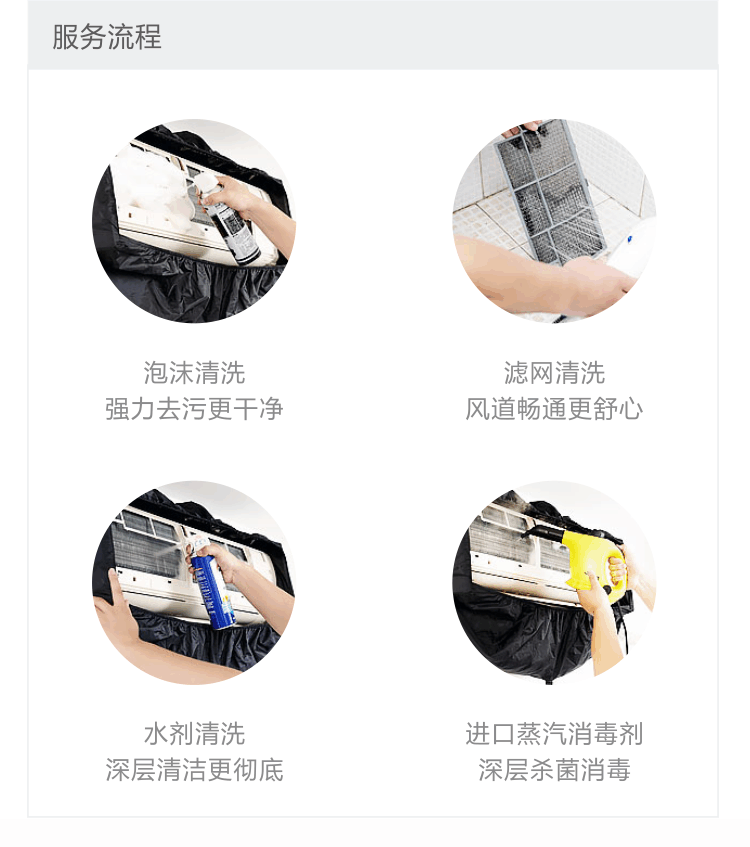 服务流程
泡沫清洗
强力去污更干净
滤网清洗
风道畅通更舒心
水剂清洗
深层清洁更彻底
进口蒸汽消毒剂
深层杀菌消毒